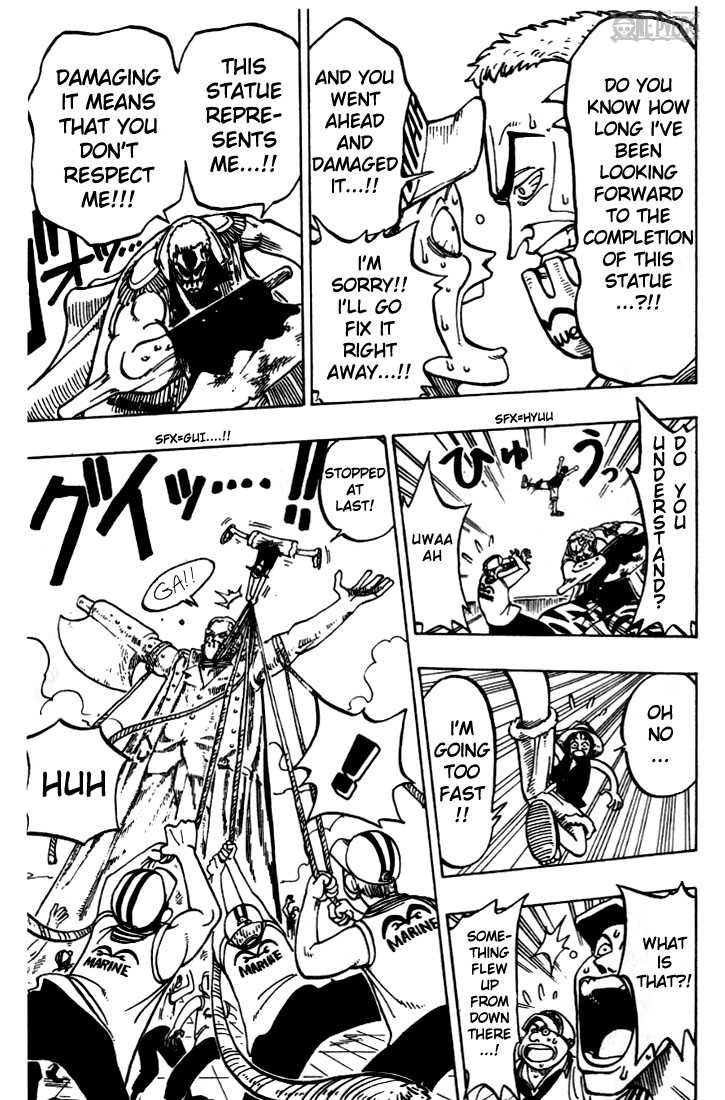 ONE PIECE
DO YOU
KNOW HOW
LONG I'VE
BEEN
LOOKING
FORWARD
TO THE
COMPLETION
OF THIS
STATUE
...?!!
AND YOU
WENT
AHEAD
AND
DAMAGED
IT...!!
I'M
SORRY!!
I'LL GO
FIX IT
RIGHT
AWAY...!!
THIS
STATUE
REPRE-
SENTS
ME...!!
DAMAGING
IT MEANS
THAT YOU
DON'T
RESPECT
ME!!!
SFX=HYUU
DO YOU
UNDERSTAND?
ひゅうっ
UWAA
AH
OH
NO
...
I'M
GOING
TOO
FAST
!!
WHAT
IS
THAT?!
SOME-
THING
FLEW
UP
FROM
DOWN
THERE
...!
SFX=GUI....!!
STOPPED
AT
LAST!
グイッ‥‥!!
GA!!
!
HUH
MARINE
MARINE
MARINE